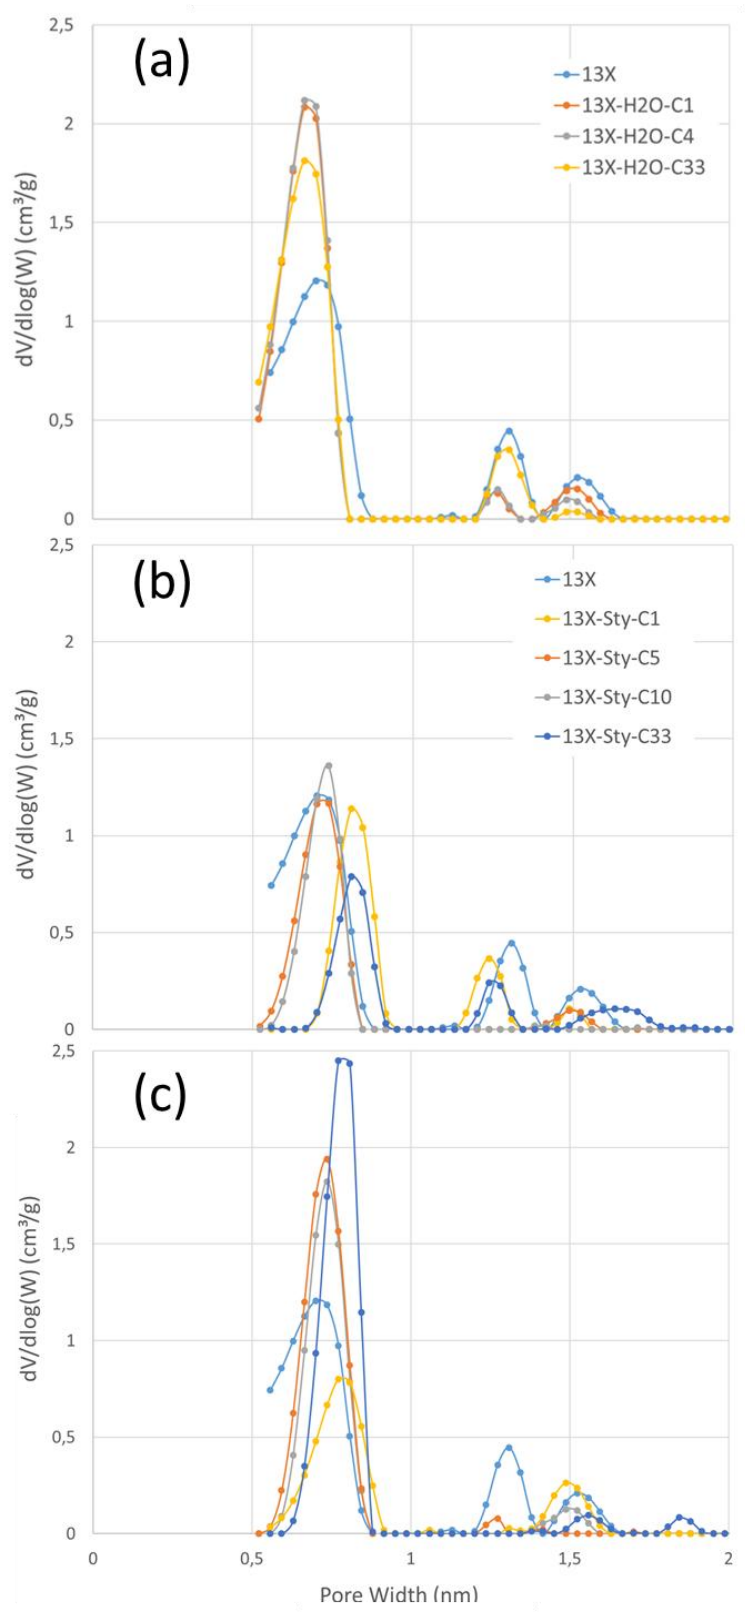 (a)
2,5
2
1,5
1
0,5
0
dV/dlog(W) (cm³/g)
13X
13X-H2O-C1
13X-H2O-C4
13X-H2O-C33
(b)
2,5
2
1,5
1
0,5
0
dV/dlog(W) (cm³/g)
13X
13X-Sty-C1
13X-Sty-C5
13X-Sty-C10
13X-Sty-C33
(c)
2,5
2
1,5
1
0,5
0
dV/dlog(W) (cm³/g)
0 0,5 1 1,5 2
Pore Width (nm)